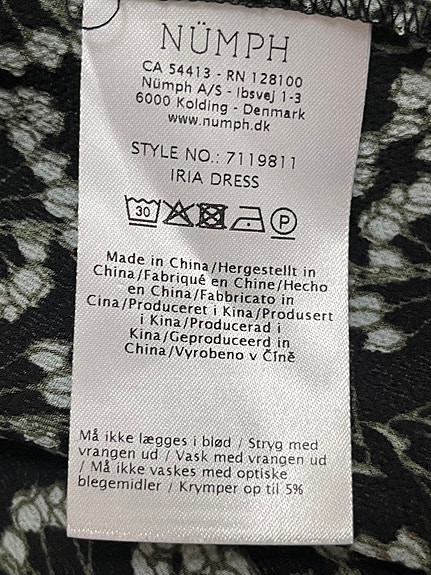 NÜMPH
CA 54413 - RN 128100
Nümph A/S - Ibsvej 1-3
6000 Kolding - Denmark
www.numph.dk
STYLE NO.: 7119811
IRIA DRESS
30 P
Made in China/Hergestellt in
China/Fabriqué en Chine/Hecho
en China/Fabbricato in
Cina/Produceret i Kina/Produsert
i Kina/Producerad i
Kina/Geproduceerd in
China/Vyrobeno v Číně
Må ikke lægges i blød / Stryg med
vrangen ud / Vask med vrangen ud
/ Må ikke vaskes med optiske
blegemidler / Krymper op til 5%